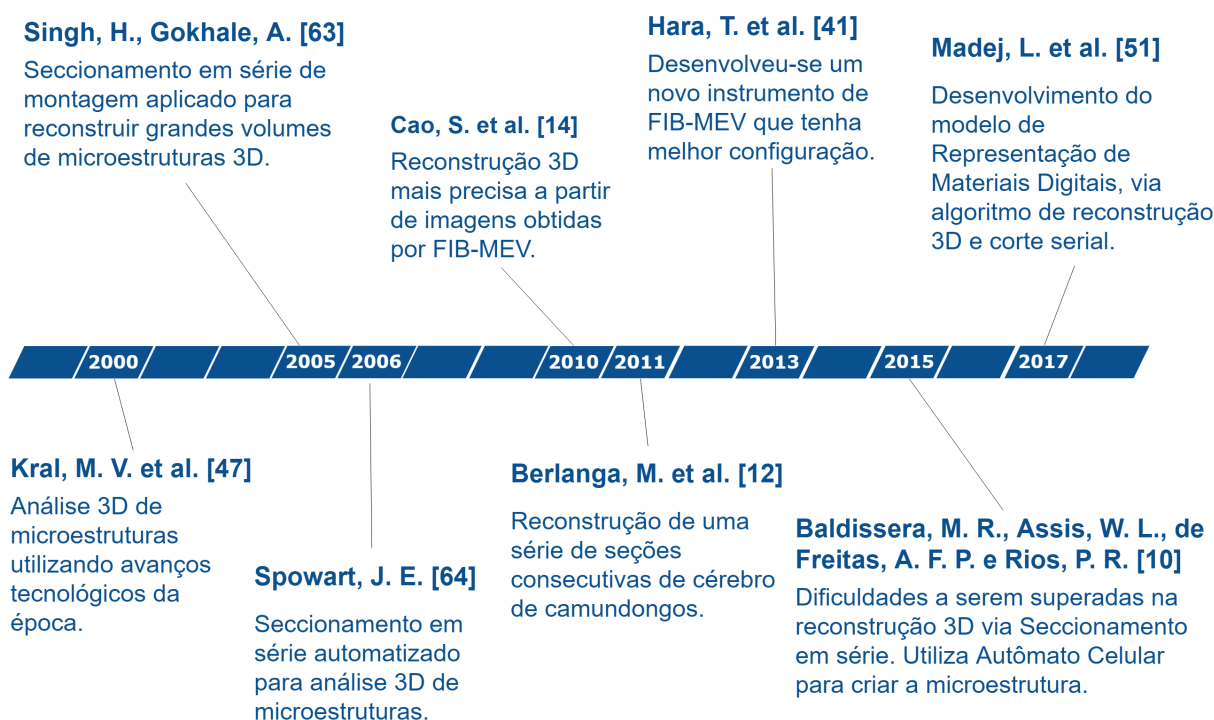 Singh, H., Gokhale, A. [63]
Seccionamento em série de
montagem aplicado para
reconstruir grandes volumes
de microestruturas 3D.
Cao, S. et al. [14]
Reconstrução 3D
mais precisa a partir
de imagens obtidas
por FIB-MEV.
Hara, T. et al. [41]
Desenvolveu-se um
novo instrumento de
FIB-MEV que tenha
melhor configuração.
Madej, L. et al. [51]
Desenvolvimento do
modelo de
Representação de
Materiais Digitais, via
algoritmo de reconstrução
3D e corte serial.
2000 2005 2006 2010 2011 2013 2015 2017
Kral, M. V. et al. [47]
Análise 3D de
microestruturas
utilizando avanços
tecnológicos da
época.
Spowart, J. E. [64]
Seccionamento em
série automatizado
para análise 3D de
microestruturas.
Berlanga, M. et al. [12]
Reconstrução de uma
série de seções
consecutivas de cérebro
de camundongos.
Baldissera, M. R., Assis, W. L., de
Freitas, A. F. P. e Rios, P. R. [10]
Dificuldades a serem superadas na
reconstrução 3D via Seccionamento
em série. Utiliza Autômato Celular
para criar a microestrutura.